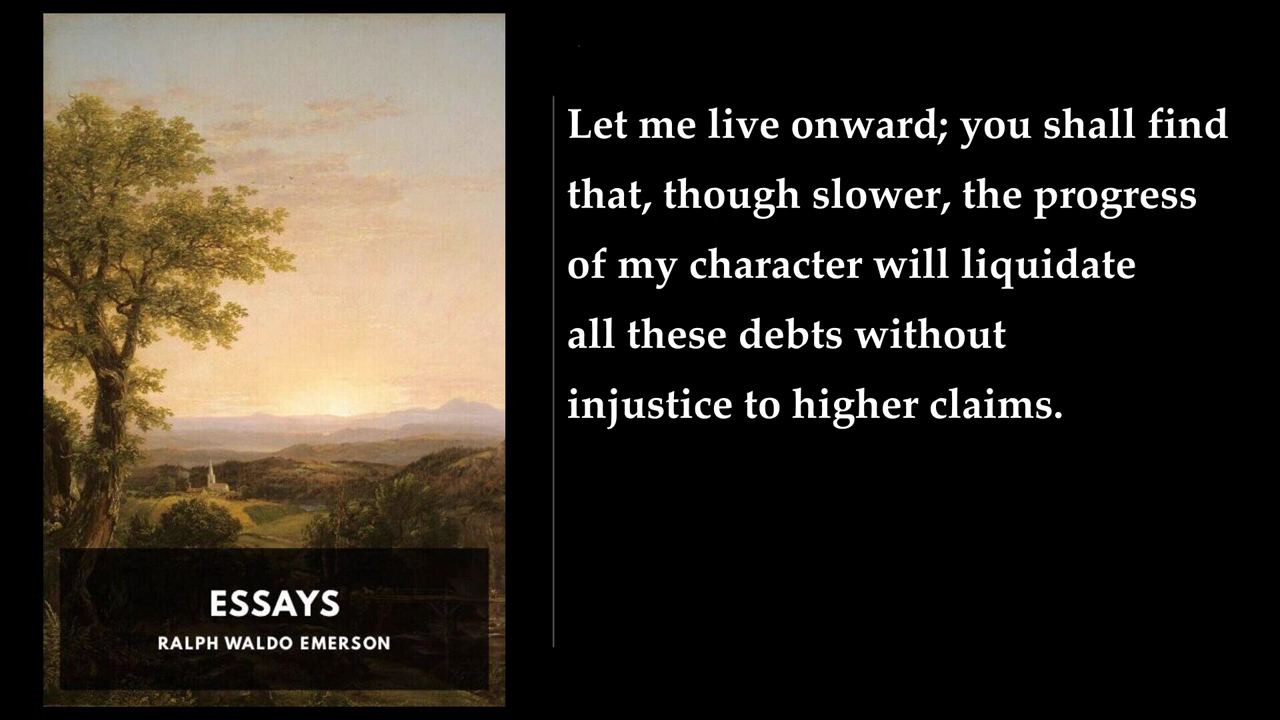 Let me live onward; you shall find
that, though slower, the progress
of my character will liquidate
all these debts without
injustice to higher claims.
ESSAYS
RALPH WALDO EMERSON